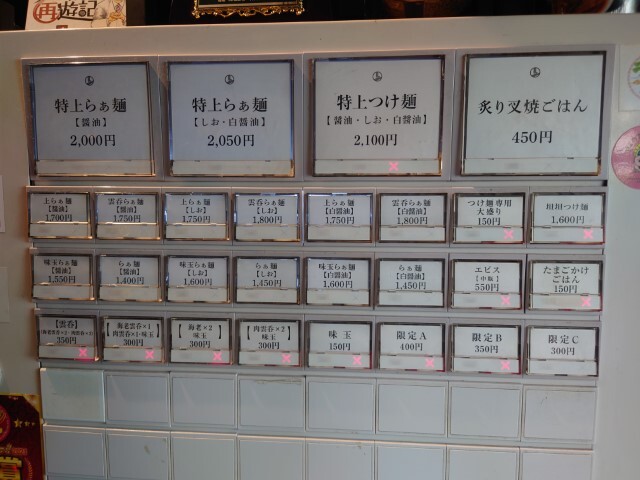 再遊記
特上らぁ麺
【醤油】
2,000円
特上らぁ麺
【しお・白醤油】
2,050円
特上つけ麺
【醤油・しお・白醤油】
2,100円
炙り叉焼ごはん
450円
上らぁ麺
【醤油】
1,700円
雲呑らぁ麺
【醤油】
1,750円
上らぁ麺
【しお】
1,750円
雲呑らぁ麺
【しお】
1,800円
上らぁ麺
【白醤油】
1,750円
雲呑らぁ麺
【白醤油】
1,800円
つけ麺専用
大盛り
150円
つけ麺
1,600円
味玉らぁ麺
【醤油】
1,550円
らぁ麺
【醤油】
1,400円
味玉らぁ麺
【しお】
1,600円
らぁ麺
【しお】
1,450円
味玉らぁ麺
【白醤油】
1,600円
らぁ麺
【白醤油】
1,450円
エビス
【中瓶】
550円
たまごかけ
ごはん
150円
【雲呑】
350円
【海老雲呑×1
肉雲呑×1・味玉
300円
【海老×2
味玉
300円
【肉雲呑×2
味玉
300円
味玉
150円
限定A
400円
限定B
350円
限定C
300円